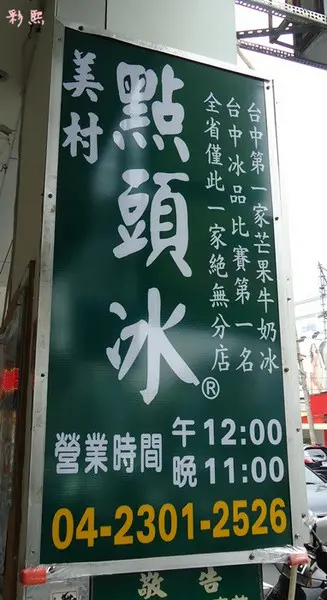 彩熙
台中第一家芒果牛奶冰
台中冰品比賽第一名
全省僅此一家絕無分店
美村
點頭冰®
營業時間
午12:00
晚11:00
04-2301-2526
敬告